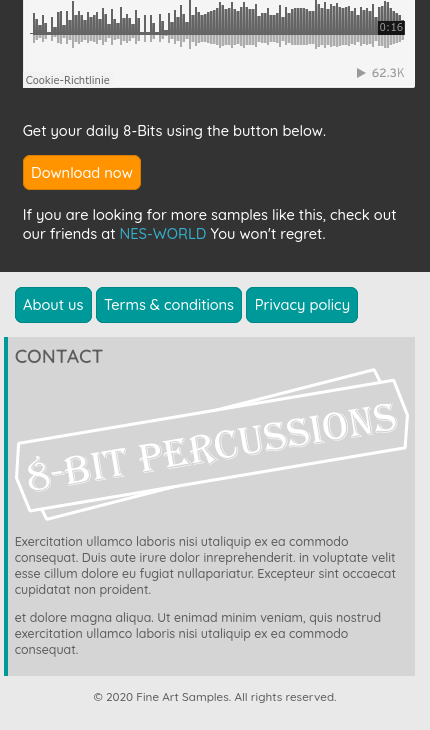 0:16
62.3K
Cookie-Richtlinie
Get your daily 8-Bits using the button below.
Download now
If you are looking for more samples like this, check out
our friends at NES-WORLD You won't regret.
About us Terms & conditions Privacy policy
CONTACT
8-BIT PERCUSSIONS
Exercitation ullamco laboris nisi utaliquip ex ea commodo
consequat. Duis aute irure dolor inreprehenderit. in voluptate velit
esse cillum dolore eu fugiat nullapariatur. Excepteur sint occaecat
cupidatat non proident.
et dolore magna aliqua. Ut enimad minim veniam, quis nostrud
exercitation ullamco laboris nisi utaliquip ex ea commodo
consequat.
© 2020 Fine Art Samples. All rights reserved.